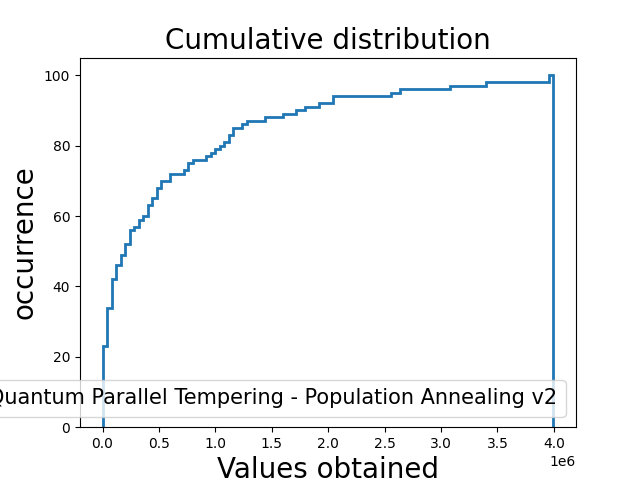 Cumulative distribution
occurrence
100
80
60
40
20
0
Quantum Parallel Tempering - Population Annealing v2
0.0 0.5 1.0 1.5 2.0 2.5 3.0 3.5 4.0
1e6
Values obtained